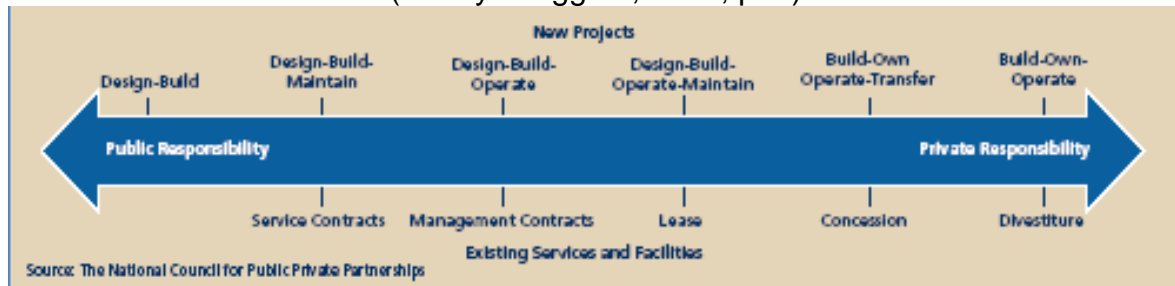 New Projects
Design-Build
Design-Build-
Maintain
Design-Build-
Operate
Design-Build-
Operate-Maintain
Build-Own
Operate-Transfer
Build-Own-
Operate
Public Responsibility
Private Responsibility
Service Contracts
Management Contracts
Lease
Concession
Divestiture
Existing Services and Facilities
Source: The National Council for Public Private Partnerships